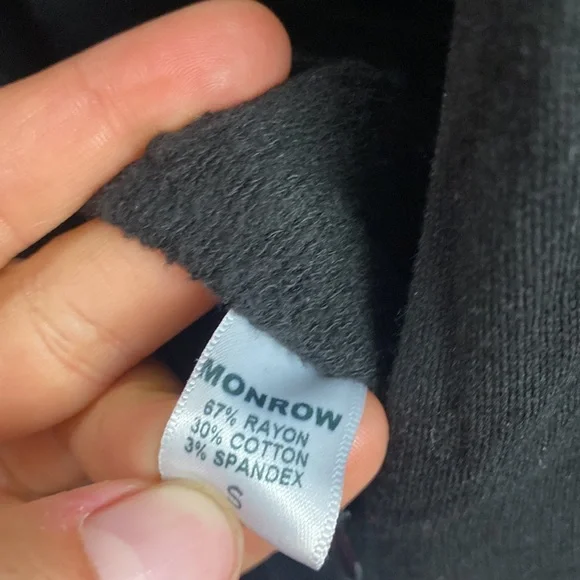 MONROW
67% RAYON
30% COTTON
3% SPANDEX
S